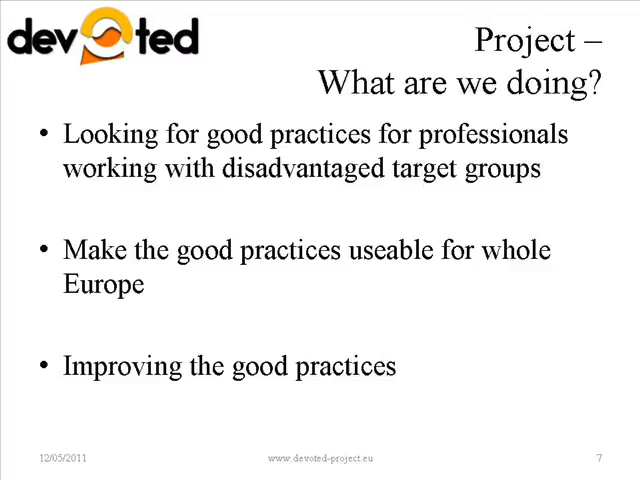 devoted
Project –
What are we doing?
• Looking for good practices for professionals
working with disadvantaged target groups
• Make the good practices useable for whole
Europe
• Improving the good practices
12/05/2011
www.devoted-project.eu
7